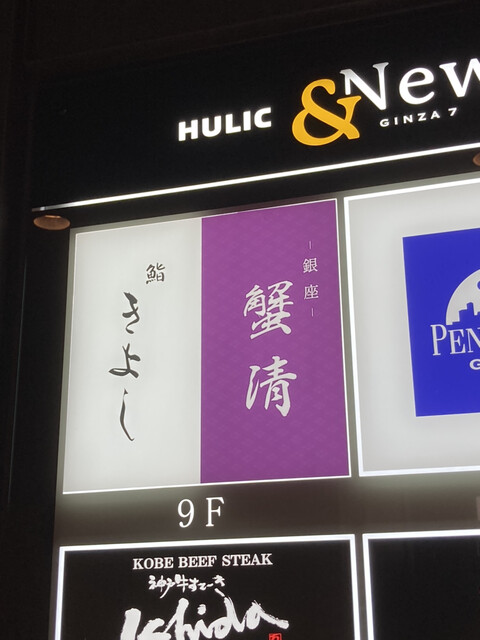 HULIC &New
GINZA 7
鮨
きよし
銀座
蟹清
9F
PEN
G
KOBE BEEF STEAK
神戸牛すてーき
Ishida